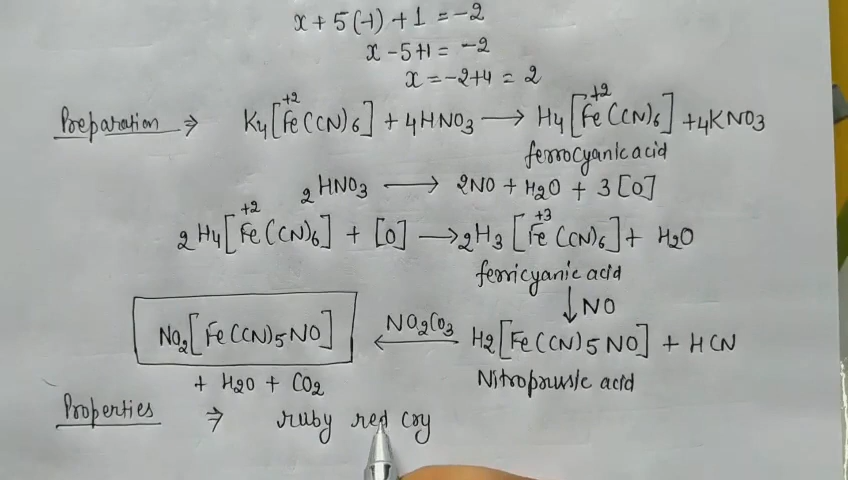 x + 5(-1) + 1 = -2
x - 5+1 = -2
x = -2+4 = 2
Preparation ⇒ K4[Fe(CN)6] + 4HNO3 → H4[Fe(CN)6] + 4KNO3
+2 +2
ferrocyanic acid
2HNO3 → 2NO + H2O + 3[O]
+2 +3
2H4[Fe(CN)6] + [O] → 2H3[Fe(CN)6] + H2O
ferricyanic acid
↓ NO
Na2[Fe(CN)5NO] ← Na2CO3 H2[Fe(CN)5NO] + HCN
+ H2O + CO2 Nitroprussic acid
Properties ⇒ ruby red cry